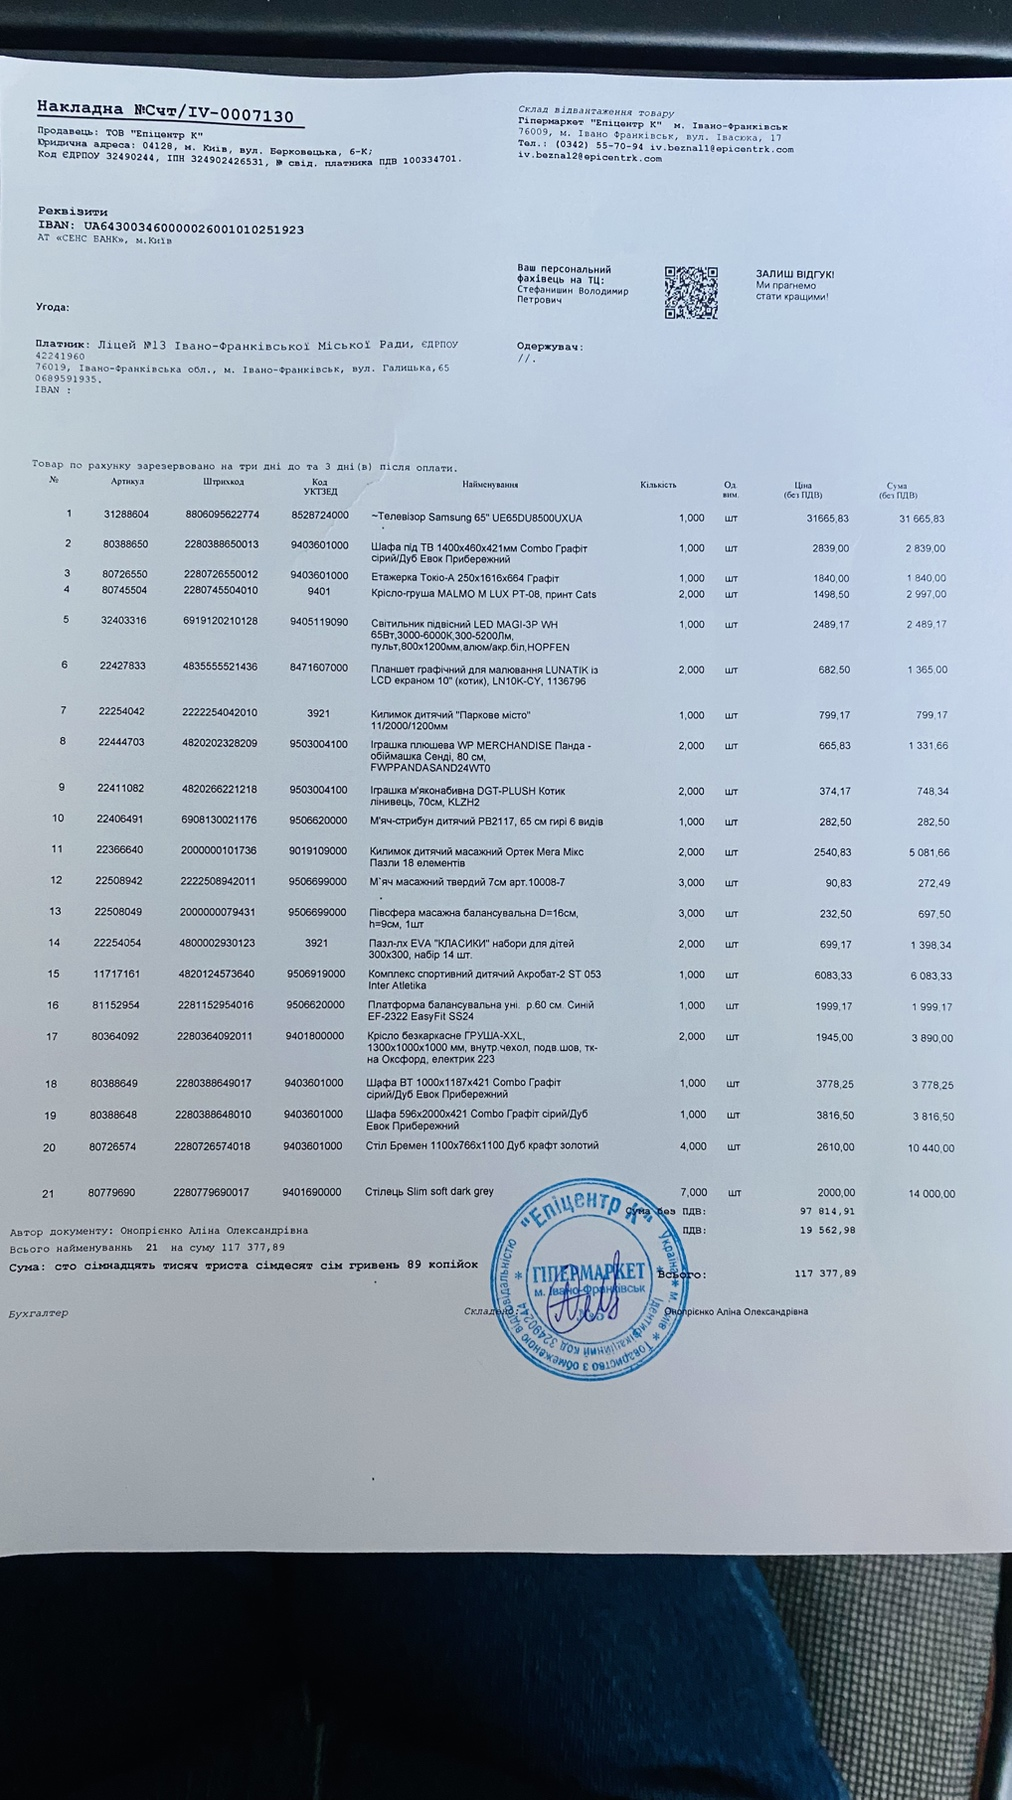 Накладна №Счт/IV-0007130
Продавець: ТОВ "Епіцентр К"
Юридична адреса: 04128, м. Київ, вул. Берковецька, 6-К;
Код ЄДРПОУ 32490244, ІПН 324902426531, № свід. платника ПДВ 100334701.
Склад відвантаження товару
Гіпермаркет "Епіцентр К" м. Івано-Франківськ
76009, м. Івано Франківськ, вул. Івасюка, 17
Тел.: (0342) 55-70-94 iv.beznal1@epicentrk.com
iv.beznal2@epicentrk.com
Реквізити
IBAN: UA643003460000026001010251923
АТ «СЕНС БАНК», м.Київ
Ваш персональний
фахівець на ТЦ:
Стефанишин Володимир
Петрович
ЗАЛИШ ВІДГУК!
Ми прагнемо
стати кращими!
Угода:
Платник: Ліцей №13 Івано-Франківської Міської Ради, ЄДРПОУ
42241960
76019, Івано-Франківська обл., м. Івано-Франківськ, вул. Галицька,65
0689591935,
IBAN :
Одержувач:
//.
Товар по рахунку зарезервовано на три дні до та 3 дні(в) після оплати.
№ Артикул Штрихкод Код УКТЗЕД Найменування Кількість Од. вим. Ціна (без ПДВ) Сума (без ПДВ)
1 31288604 8806095622774 8528724000 ~Телевізор Samsung 65" UE65DU8500UXUA 1,000 шт 31665,83 31 665,83
2 80388650 2280388650013 9403601000 Шафа під ТВ 1400х460х421мм Combo Графіт 1,000 шт 2839,00 2 839,00
сірий/Дуб Евок Прибережний
3 80726550 2280726550012 9403601000 Етажерка Токіо-А 250х1616х664 Графіт 1,000 шт 1840,00 1 840,00
4 80745504 2280745504010 9401 Крісло-груша MALMO M LUX PT-08, принт Cats 2,000 шт 1498,50 2 997,00
5 32403316 6919120210128 9405119090 Світильник підвісний LED MAGI-3P WH 1,000 шт 2489,17 2 489,17
65Вт,3000-6000К,300-5200Лм,
пульт,800х1200мм,алюм/акр.біл,HOPFEN
6 22427833 4835555521436 8471607000 Планшет графічний для малювання LUNATIK із 2,000 шт 682,50 1 365,00
LCD екраном 10" (котик), LN10K-CY, 1136796
7 22254042 2222254042010 3921 Килимок дитячий "Паркове місто" 1,000 шт 799,17 799,17
11/2000/1200мм
8 22444703 4820202328209 9503004100 Іграшка плюшева WP MERCHANDISE Панда - 2,000 шт 665,83 1 331,66
обіймашка Сенді, 80 см,
FWPPANDASAND24WT0
9 22411082 4820266221218 9503004100 Іграшка м'яконабивна DGT-PLUSH Котик 2,000 шт 374,17 748,34
лінивець, 70см, KLZH2
10 22406491 6908130021176 9506620000 М'яч-стрибун дитячий PB2117, 65 см гирі 6 видів 1,000 шт 282,50 282,50
11 22366640 2000000101736 9019109000 Килимок дитячий масажний Ортек Мега Мікс 2,000 шт 2540,83 5 081,66
Пазли 18 елементів
12 22508942 2222508942011 9506699000 М`яч масажний твердий 7см арт.10008-7 3,000 шт 90,83 272,49
13 22508049 2000000079431 9506699000 Півсфера масажна балансувальна D=16см, 3,000 шт 232,50 697,50
h=9см, 1шт
14 22254054 4800002930123 3921 Пазл-лх EVA "КЛАСИКИ" набори для дітей 2,000 шт 699,17 1 398,34
300х300, набір 14 шт.
15 11717161 4820124573640 9506919000 Комплекс спортивний дитячий Акробат-2 ST 053 1,000 шт 6083,33 6 083,33
Inter Atletika
16 81152954 2281152954016 9506620000 Платформа балансувальна уні. р.60 см. Синій 1,000 шт 1999,17 1 999,17
EF-2322 EasyFit SS24
17 80364092 2280364092011 9401800000 Крісло безкаркасне ГРУША-XXL, 2,000 шт 1945,00 3 890,00
1300х1000х1000 мм, внутр.чехол, подв.шов, тк-
на Оксфорд, електрик 223
18 80388649 2280388649017 9403601000 Шафа ВТ 1000х1187х421 Combo Графіт 1,000 шт 3778,25 3 778,25
сірий/Дуб Евок Прибережний
19 80388648 2280388648010 9403601000 Шафа 596х2000х421 Combo Графіт сірий/Дуб 1,000 шт 3816,50 3 816,50
Евок Прибережний
20 80726574 2280726574018 9403601000 Стіл Бремен 1100х766х1100 Дуб крафт золотий 4,000 шт 2610,00 10 440,00
21 80779690 2280779690017 9401690000 Стілець Slim soft dark grey 7,000 шт 2000,00 14 000,00
Сума без ПДВ: 97 814,91
Автор документу: Онопрієнко Аліна Олександрівна
ПДВ: 19 562,98
Всього найменуваннь 21 на суму 117 377,89
Сума: сто сімнадцять тисяч триста сімдесят сім гривень 89 копійок
Всього: 117 377,89
Бухгалтер
Складено:
Онопрієнко Аліна Олександрівна
"Епіцентр К"
ГІПЕРМАРКЕТ
м. Івано-Франківськ
Україна * м. Київ * Товариство з обмеженою відповідальністю *
Ідентифікаційний код 32490244